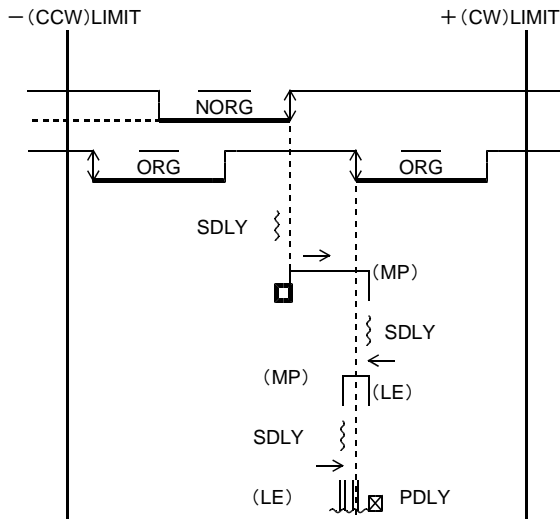 －(CCW)LIMIT
＋(CW)LIMIT
NORG
ORG
ORG
SDLY
(MP)
SDLY
(MP)
(LE)
SDLY
(LE)
PDLY